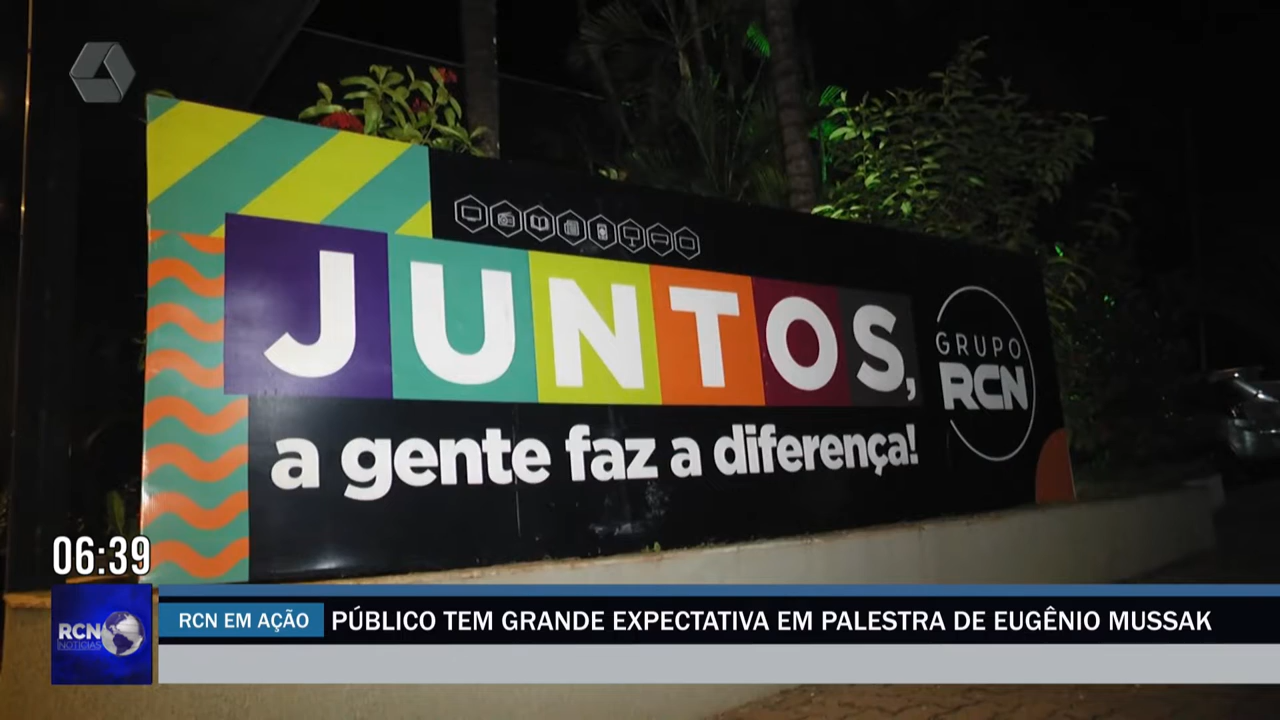 JUNTOS,
a gente faz a diferença!
GRUPO
RCN
06:39
RCN
NOTÍCIAS
RCN EM AÇÃO
PÚBLICO TEM GRANDE EXPECTATIVA EM PALESTRA DE EUGÊNIO MUSSAK